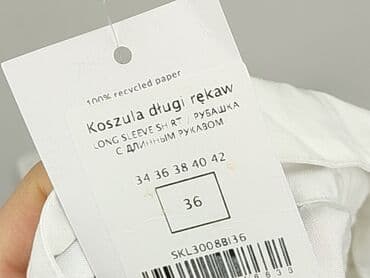 100% recycled paper
Koszula długi rękaw
LONG SLEEVE SHIRT / РУБАШКА
С ДЛИННЫМ РУКАВОМ
34 36 38 40 42
36
SKL3008BI36